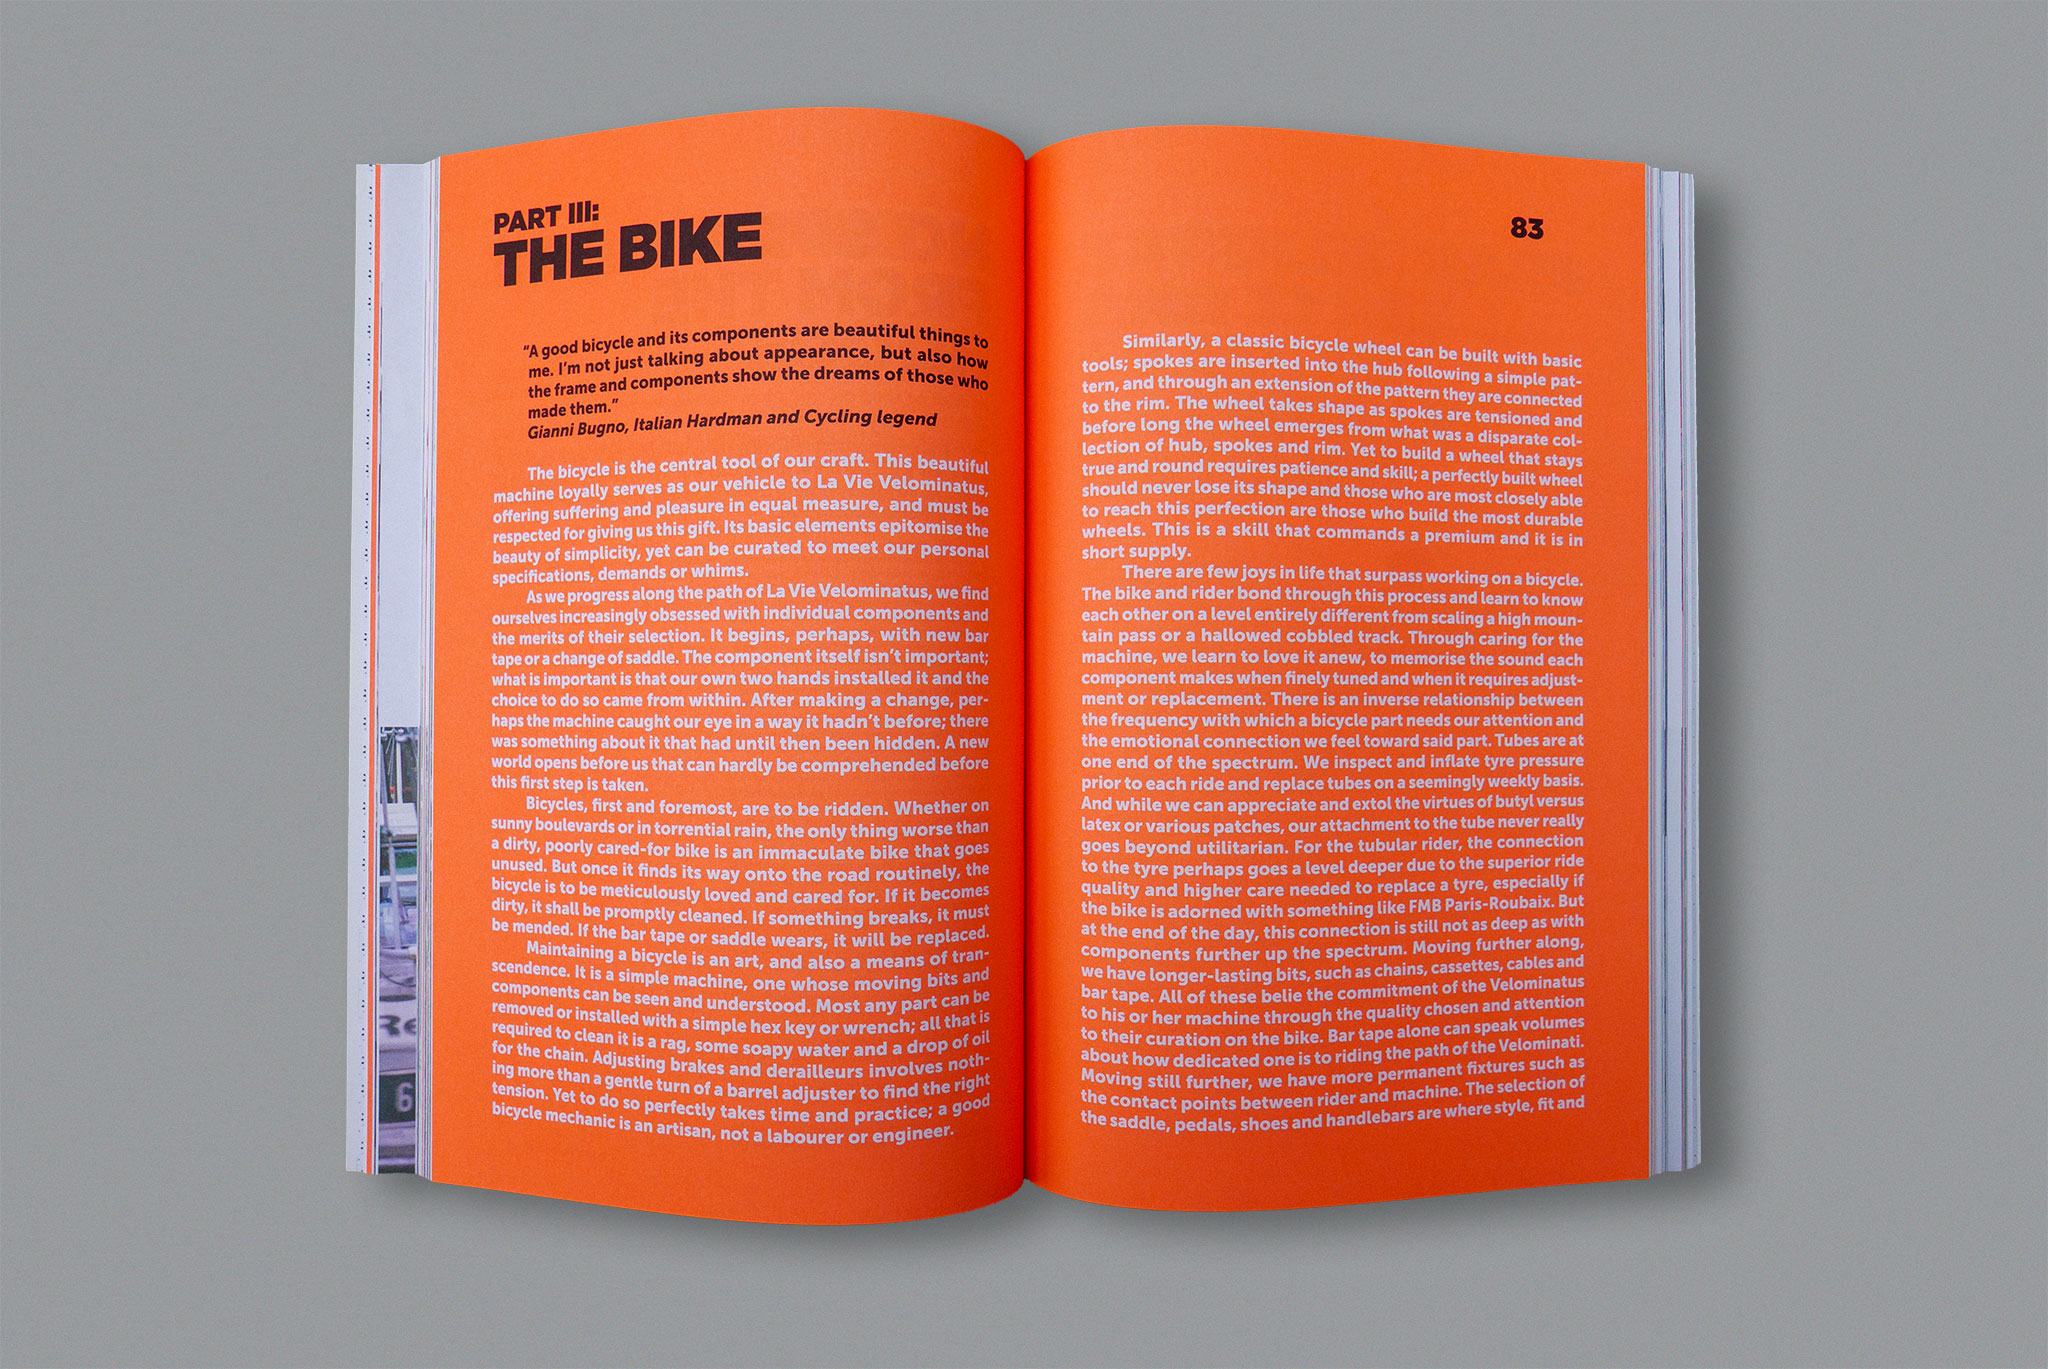 PART III:
THE BIKE
“A good bicycle and its components are beautiful things to
me. I’m not just talking about appearance, but also how
the frame and components show the dreams of those who
made them.”
Gianni Bugno, Italian Hardman and Cycling legend
The bicycle is the central tool of our craft. This beautiful
machine loyally serves as our vehicle to La Vie Velominatus,
offering suffering and pleasure in equal measure, and must be
respected for giving us this gift. Its basic elements epitomise the
beauty of simplicity, yet can be curated to meet our personal
specifications, demands or whims.
As we progress along the path of La Vie Velominatus, we find
ourselves increasingly obsessed with individual components and
the merits of their selection. It begins, perhaps, with new bar
tape or a change of saddle. The component itself isn’t important;
what is important is that our own two hands installed it and the
choice to do so came from within. After making a change, per-
haps the machine caught our eye in a way it hadn’t before; there
was something about it that had until then been hidden. A new
world opens before us that can hardly be comprehended before
this first step is taken.
Bicycles, first and foremost, are to be ridden. Whether on
sunny boulevards or in torrential rain, the only thing worse than
a dirty, poorly cared-for bike is an immaculate bike that goes
unused. But once it finds its way onto the road routinely, the
bicycle is to be meticulously loved and cared for. If it becomes
dirty, it shall be promptly cleaned. If something breaks, it must
be mended. If the bar tape or saddle wears, it will be replaced.
Maintaining a bicycle is an art, and also a means of tran-
scendence. It is a simple machine, one whose moving bits and
components can be seen and understood. Most any part can be
removed or installed with a simple hex key or wrench; all that is
required to clean it is a rag, some soapy water and a drop of oil
for the chain. Adjusting brakes and derailleurs involves noth-
ing more than a gentle turn of a barrel adjuster to find the right
tension. Yet to do so perfectly takes time and practice; a good
bicycle mechanic is an artisan, not a labourer or engineer.
83
Similarly, a classic bicycle wheel can be built with basic
tools; spokes are inserted into the hub following a simple pat-
tern, and through an extension of the pattern they are connected
to the rim. The wheel takes shape as spokes are tensioned and
before long the wheel emerges from what was a disparate col-
lection of hub, spokes and rim. Yet to build a wheel that stays
true and round requires patience and skill; a perfectly built wheel
should never lose its shape and those who are most closely able
to reach this perfection are those who build the most durable
wheels. This is a skill that commands a premium and it is in
short supply.
There are few joys in life that surpass working on a bicycle.
The bike and rider bond through this process and learn to know
each other on a level entirely different from scaling a high moun-
tain pass or a hallowed cobbled track. Through caring for the
machine, we learn to love it anew, to memorise the sound each
component makes when finely tuned and when it requires adjust-
ment or replacement. There is an inverse relationship between
the frequency with which a bicycle part needs our attention and
the emotional connection we feel toward said part. Tubes are at
one end of the spectrum. We inspect and inflate tyre pressure
prior to each ride and replace tubes on a seemingly weekly basis.
And while we can appreciate and extol the virtues of butyl versus
latex or various patches, our attachment to the tube never really
goes beyond utilitarian. For the tubular rider, the connection
to the tyre perhaps goes a level deeper due to the superior ride
quality and higher care needed to replace a tyre, especially if
the bike is adorned with something like FMB Paris-Roubaix. But
at the end of the day, this connection is still not as deep as with
components further up the spectrum. Moving further along,
we have longer-lasting bits, such as chains, cassettes, cables and
bar tape. All of these belie the commitment of the Velominatus
to his or her machine through the quality chosen and attention
to their curation on the bike. Bar tape alone can speak volumes
about how dedicated one is to riding the path of the Velominati.
Moving still further, we have more permanent fixtures such as
the contact points between rider and machine. The selection of
the saddle, pedals, shoes and handlebars are where style, fit and